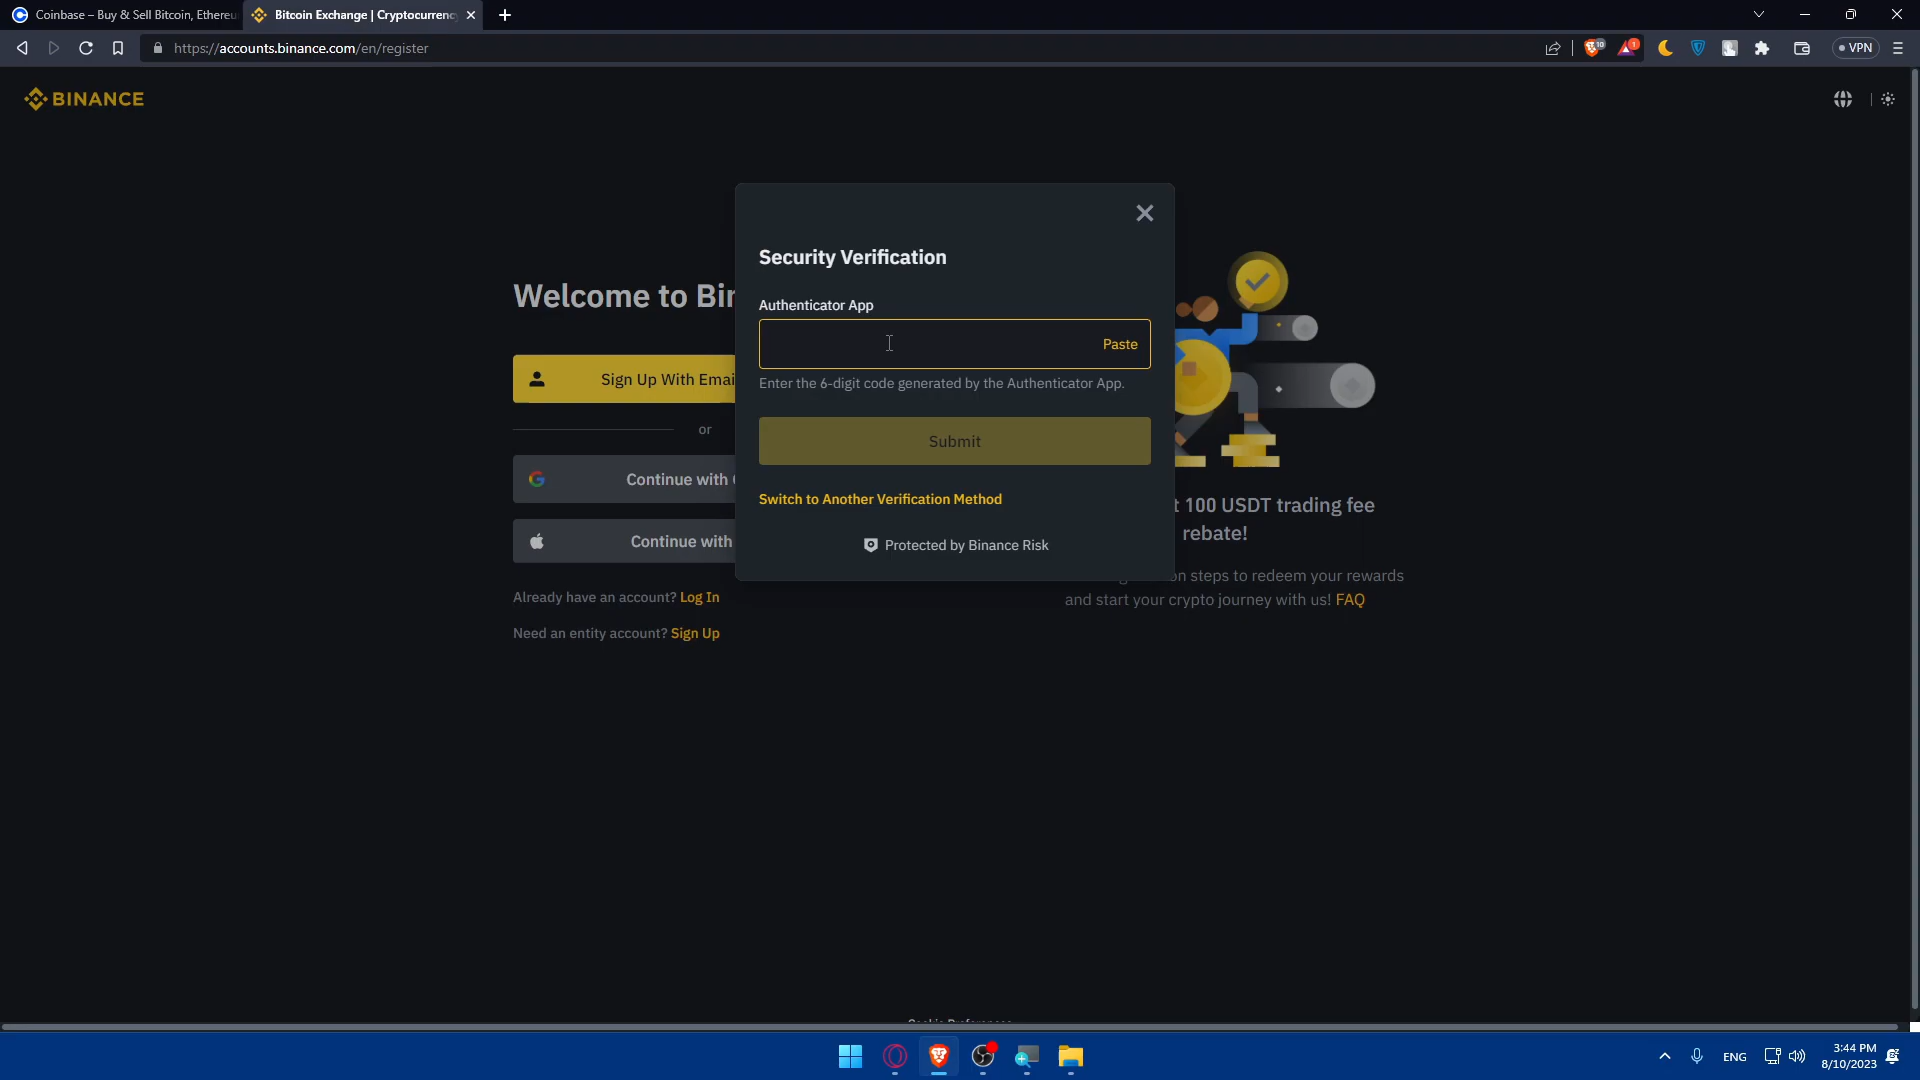 Coinbase – Buy & Sell Bitcoin, Ethereu
Bitcoin Exchange | Cryptocurrency
https://accounts.binance.com/en/register
10
1
VPN
BINANCE
Security Verification
Authenticator App
Paste
Enter the 6-digit code generated by the Authenticator App.
Submit
Switch to Another Verification Method
Protected by Binance Risk
Welcome to Bin
Sign Up With Emai
or
Continue with
Continue with
Already have an account? Log In
Need an entity account? Sign Up
t 100 USDT trading fee
rebate!
on steps to redeem your rewards
and start your crypto journey with us! FAQ
ENG
3:44 PM
8/10/2023